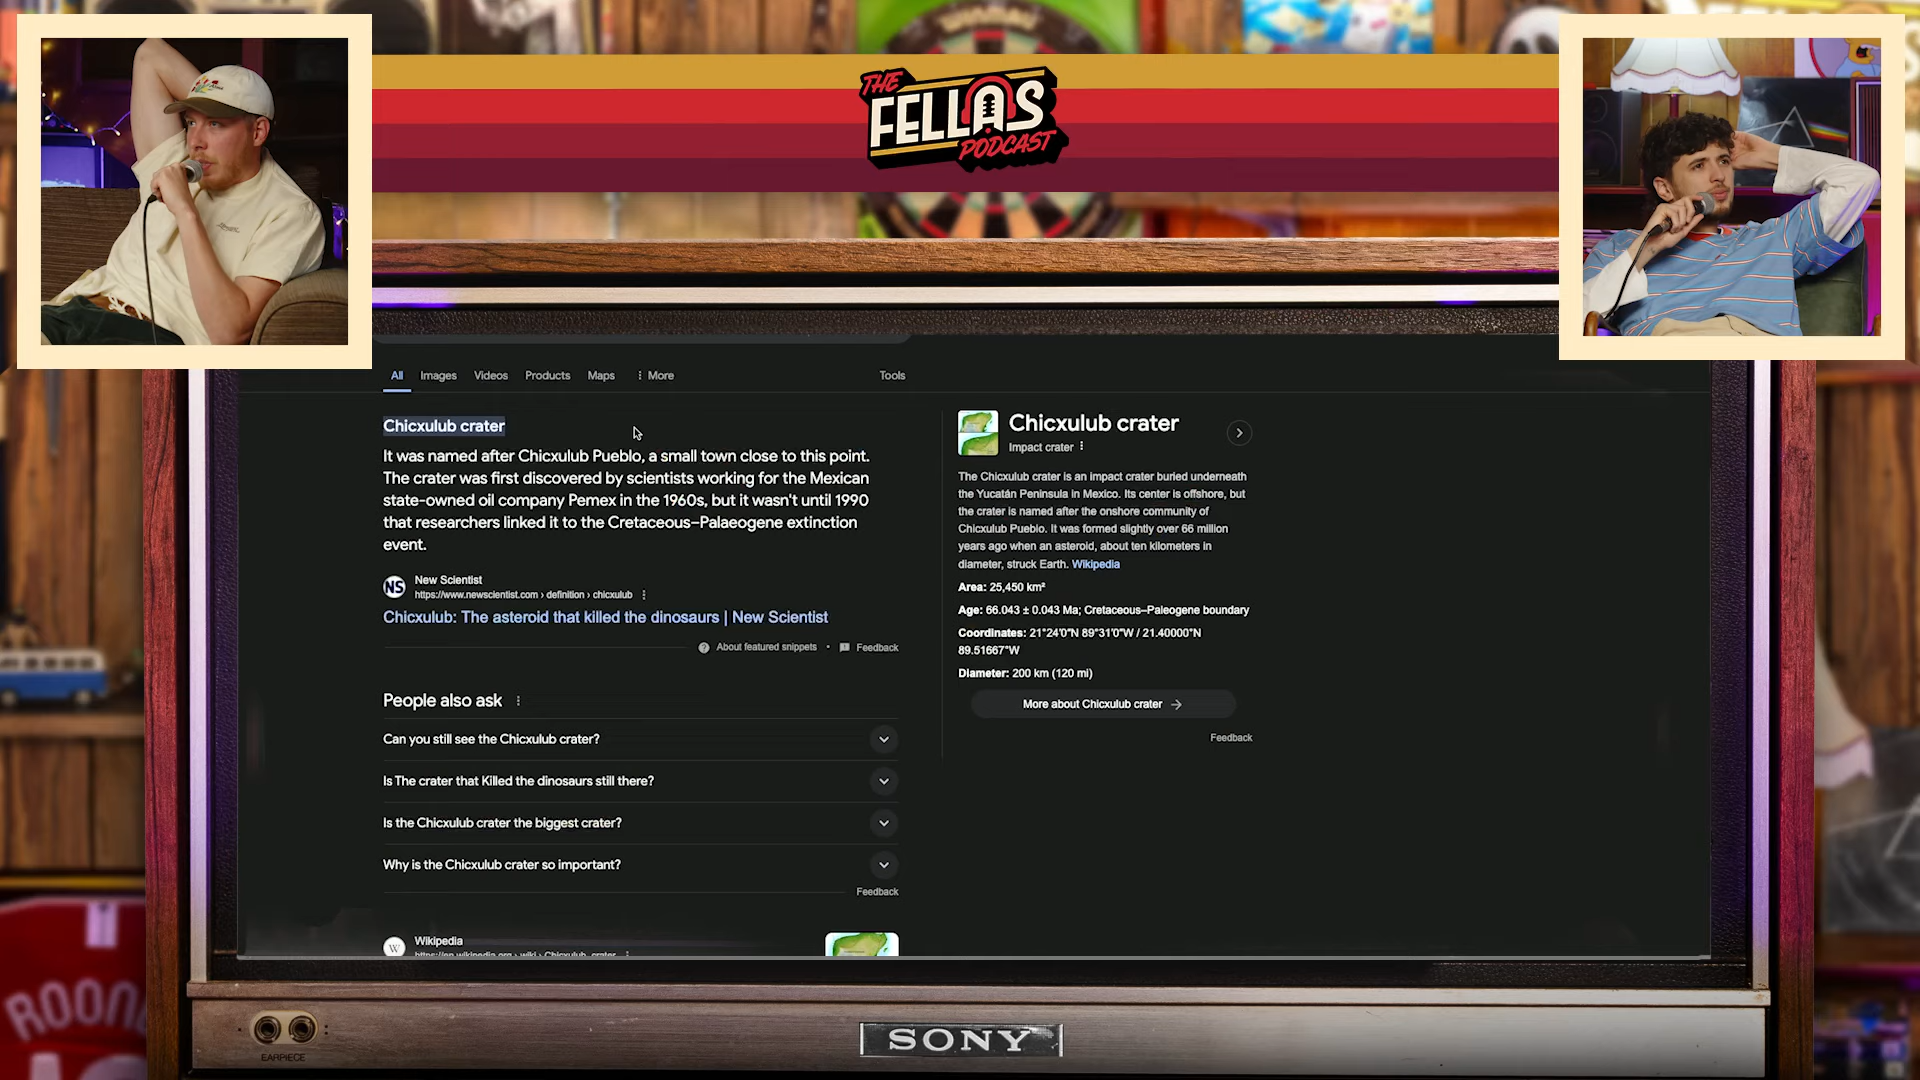 THE
FELLAS
PODCAST
All Images Videos Products Maps More Tools
Chicxulub crater
It was named after Chicxulub Pueblo, a small town close to this point.
The crater was first discovered by scientists working for the Mexican
state-owned oil company Pemex in the 1960s, but it wasn't until 1990
that researchers linked it to the Cretaceous–Palaeogene extinction
event.
NS
New Scientist
https://www.newscientist.com › definition › chicxulub
Chicxulub: The asteroid that killed the dinosaurs | New Scientist
About featured snippets • Feedback
People also ask
Can you still see the Chicxulub crater?
Is The crater that Killed the dinosaurs still there?
Is the Chicxulub crater the biggest crater?
Why is the Chicxulub crater so important?
Feedback
W
Wikipedia
https://en.wikipedia.org › wiki › Chicxulub_crater
Chicxulub crater
Impact crater
The Chicxulub crater is an impact crater buried underneath
the Yucatán Peninsula in Mexico. Its center is offshore, but
the crater is named after the onshore community of
Chicxulub Pueblo. It was formed slightly over 66 million
years ago when an asteroid, about ten kilometers in
diameter, struck Earth. Wikipedia
Area: 25,450 km²
Age: 66.043 ± 0.043 Ma; Cretaceous–Paleogene boundary
Coordinates: 21°24′0″N 89°31′0″W / 21.40000°N
89.51667°W
Diameter: 200 km (120 mi)
More about Chicxulub crater
Feedback
EARPIECE
SONY